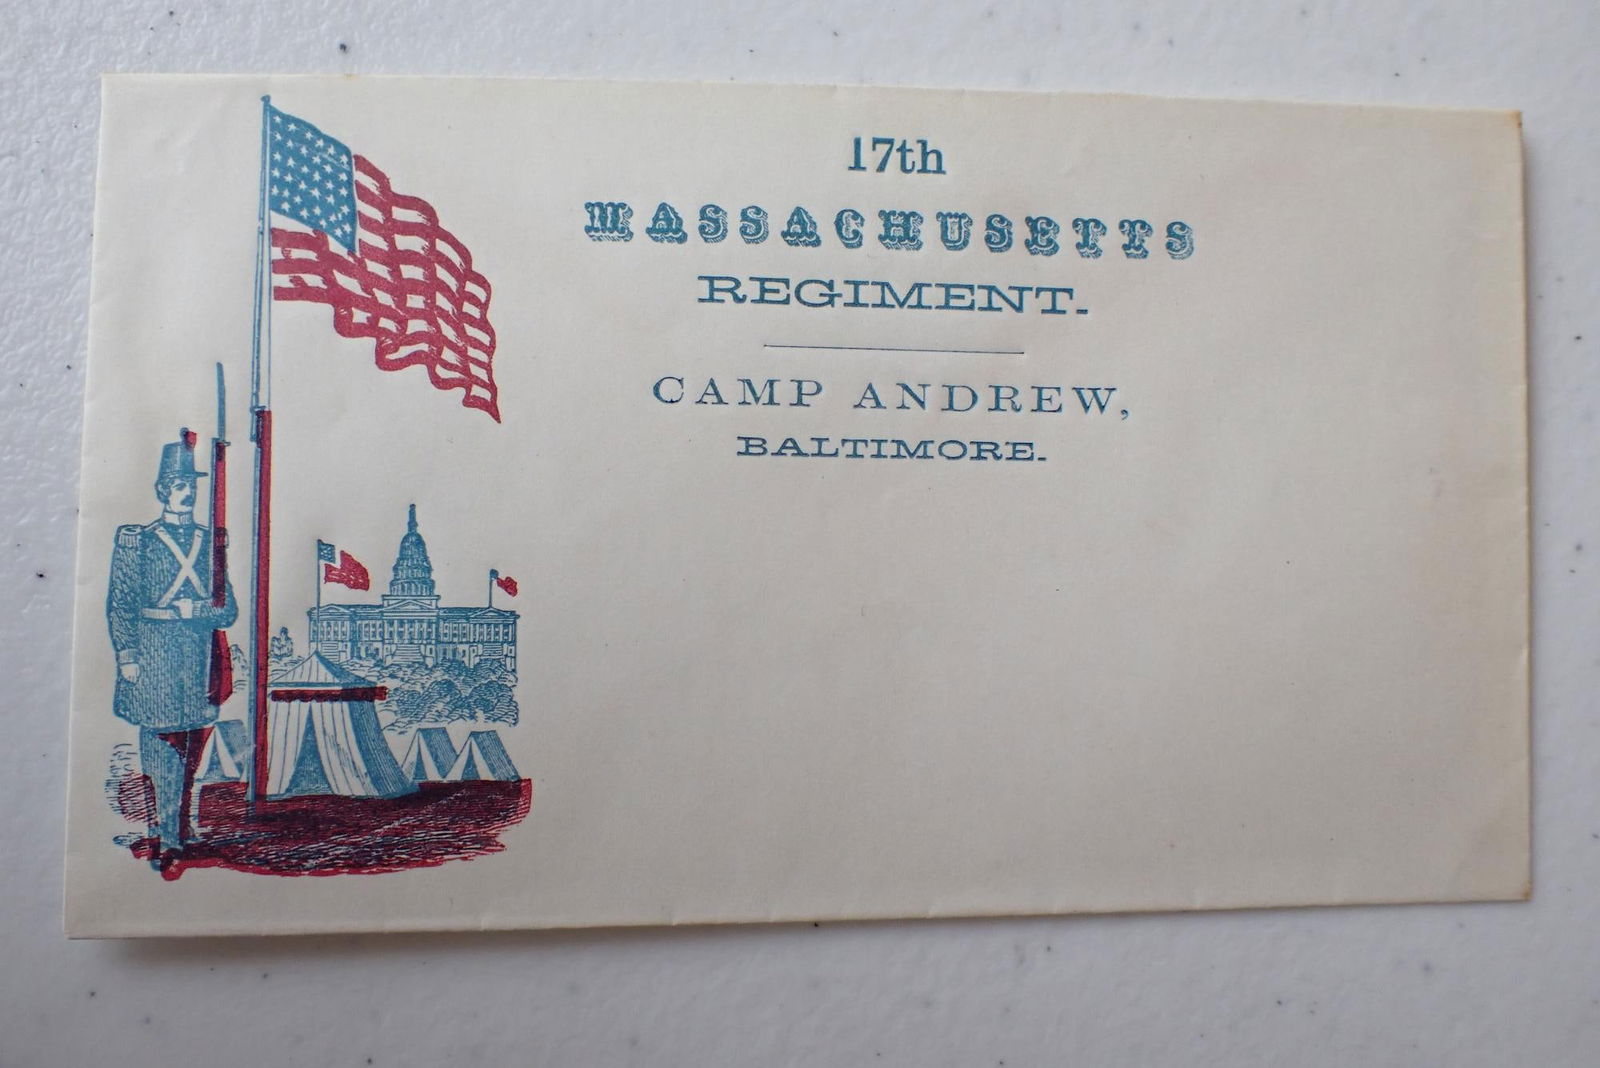 17th
MASSACHUSETTS
REGIMENT.
CAMP ANDREW,
BALTIMORE.